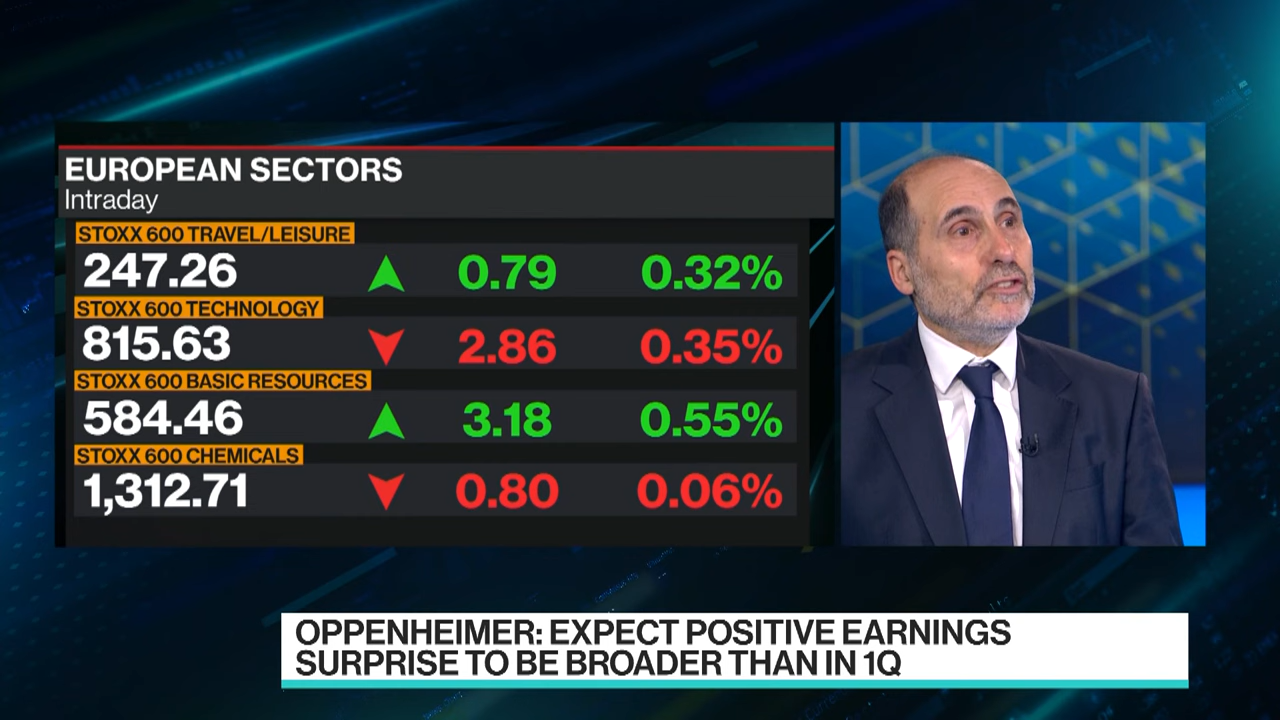 EUROPEAN SECTORS
Intraday
STOXX 600 TRAVEL/LEISURE
247.26 ▲ 0.79 0.32%
STOXX 600 TECHNOLOGY
815.63 ▼ 2.86 0.35%
STOXX 600 BASIC RESOURCES
584.46 ▲ 3.18 0.55%
STOXX 600 CHEMICALS
1,312.71 ▼ 0.80 0.06%
OPPENHEIMER: EXPECT POSITIVE EARNINGS
SURPRISE TO BE BROADER THAN IN 1Q